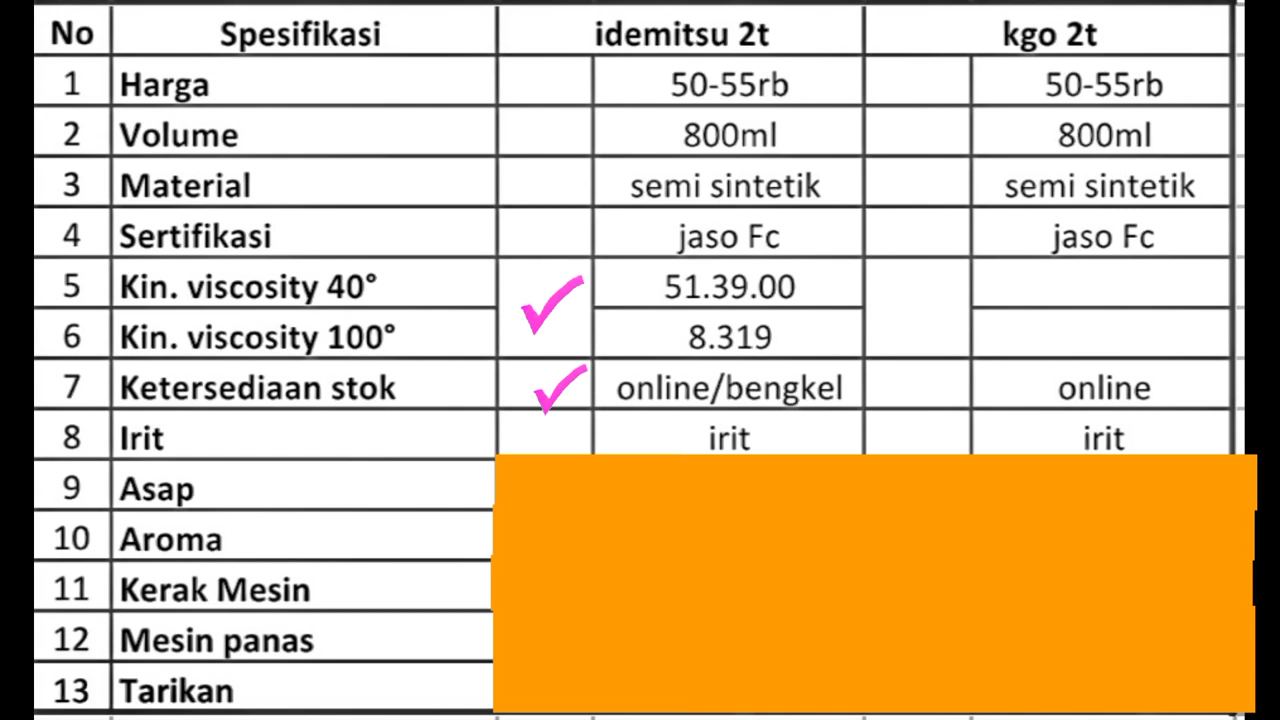 No Spesifikasi idemitsu 2t kgo 2t
1 Harga 50-55rb 50-55rb
2 Volume 800ml 800ml
3 Material semi sintetik semi sintetik
4 Sertifikasi jaso Fc jaso Fc
5 Kin. viscosity 40° 51.39.00
6 Kin. viscosity 100° 8.319
7 Ketersediaan stok online/bengkel online
8 Irit irit irit
9 Asap
10 Aroma
11 Kerak Mesin
12 Mesin panas
13 Tarikan